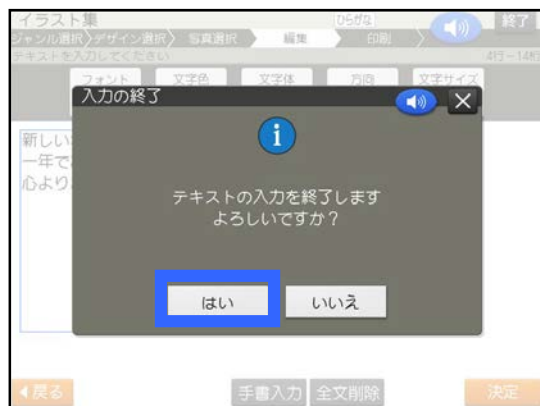 イラスト集
ひらがな
終了
ジャンル選択
デザイン選択
写真選択
編集
印刷
テキストを入力してください
4行-14桁
フォント
文字色
文字体
方向
文字サイズ
入力の終了
新しい
一年で
心より
テキストの入力を終了します
よろしいですか?
はい
いいえ
戻る
手書入力
全文削除
決定